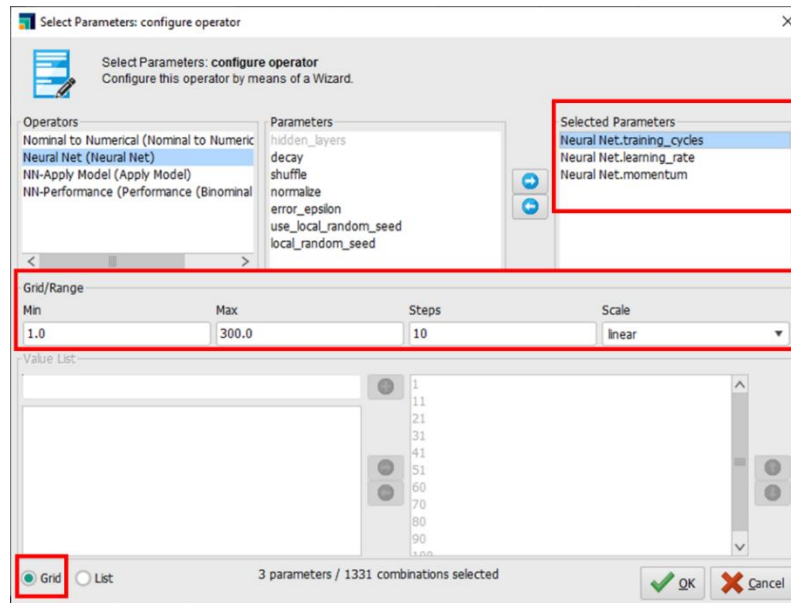 Select Parameters: configure operator
Select Parameters: configure operator
Configure this operator by means of a Wizard.
Operators
Nominal to Numerical (Nominal to Numeric
Neural Net (Neural Net)
NN-Apply Model (Apply Model)
NN-Performance (Performance (Binominal
Parameters
hidden_layers
decay
shuffle
normalize
error_epsilon
use_local_random_seed
local_random_seed
Selected Parameters
Neural Net.training_cycles
Neural Net.learning_rate
Neural Net.momentum
Grid/Range
Min Max Steps Scale
1.0 300.0 10 linear
Value List
1
11
21
31
41
51
60
70
80
90
100
Grid List 3 parameters / 1331 combinations selected OK Cancel